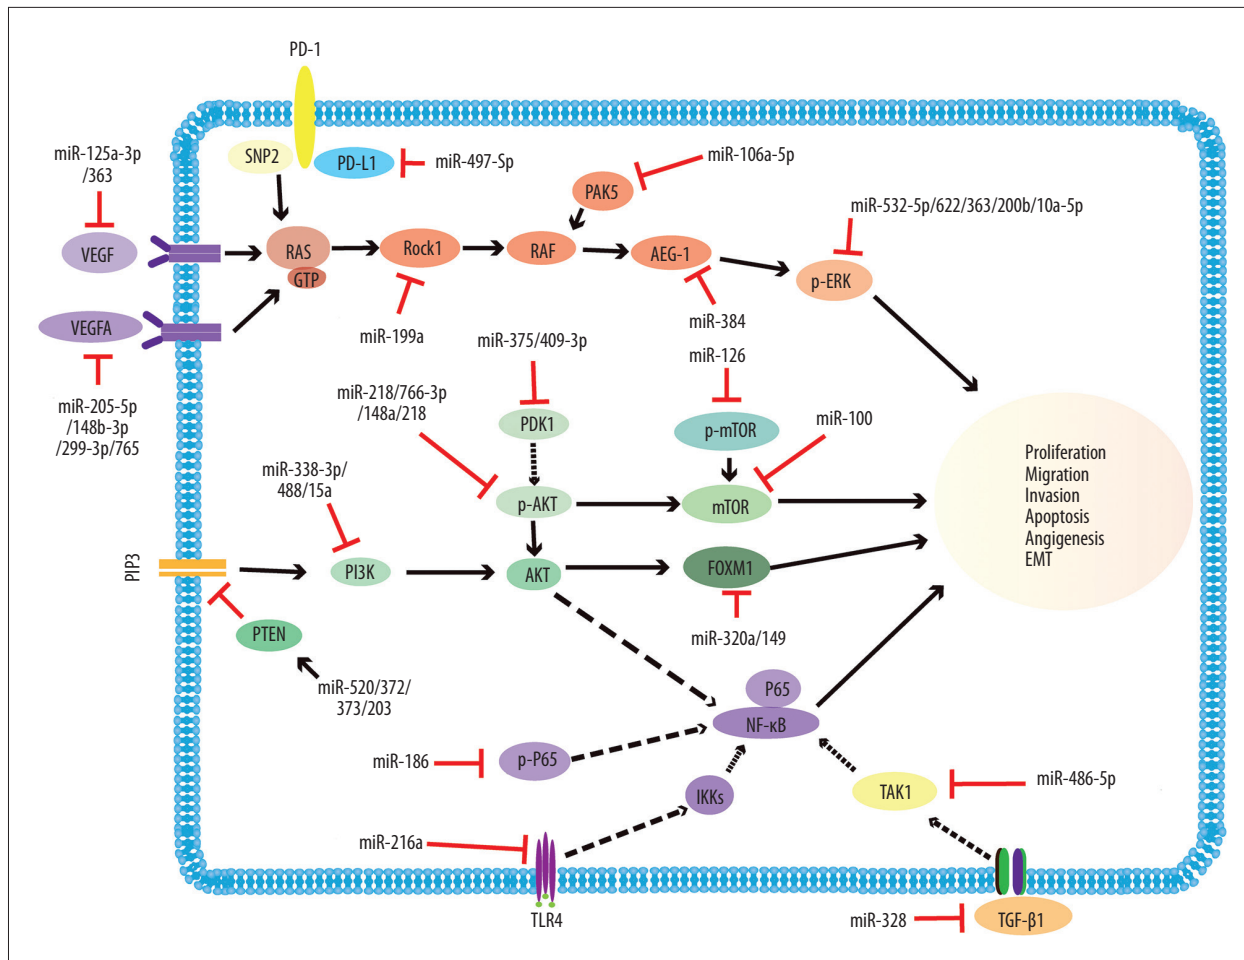 PD-1
miR-125a-3p
/363
SNP2
PD-L1
miR-497-Sp
miR-106a-5p
PAK5
miR-532-5p/622/363/200b/10a-5p
VEGF
RAS
GTP
Rock1
RAF
AEG-1
p-ERK
VEGFA
miR-199a
miR-384
miR-375/409-3p
miR-126
miR-205-5p
/148b-3p
/299-3p/765
miR-218/766-3p
/148a/218
PDK1
p-mTOR
miR-100
miR-338-3p/
488/15a
p-AKT
mTOR
Proliferation
Migration
Invasion
Apoptosis
Angigenesis
EMT
PIP3
PI3K
AKT
FOXM1
PTEN
miR-320a/149
miR-520/372/
373/203
P65
NF-κB
miR-186
p-P65
IKKs
TAK1
miR-486-5p
miR-216a
TLR4
miR-328
TGF-β1